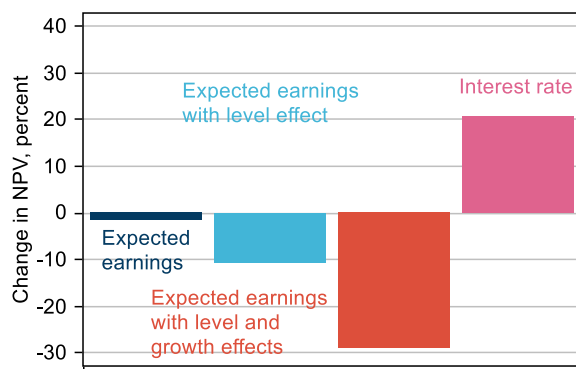 Change in NPV, percent
40
30
20
10
0
-10
-20
-30
Expected earnings
with level effect
Interest rate
Expected
earnings
Expected earnings
with level and
growth effects